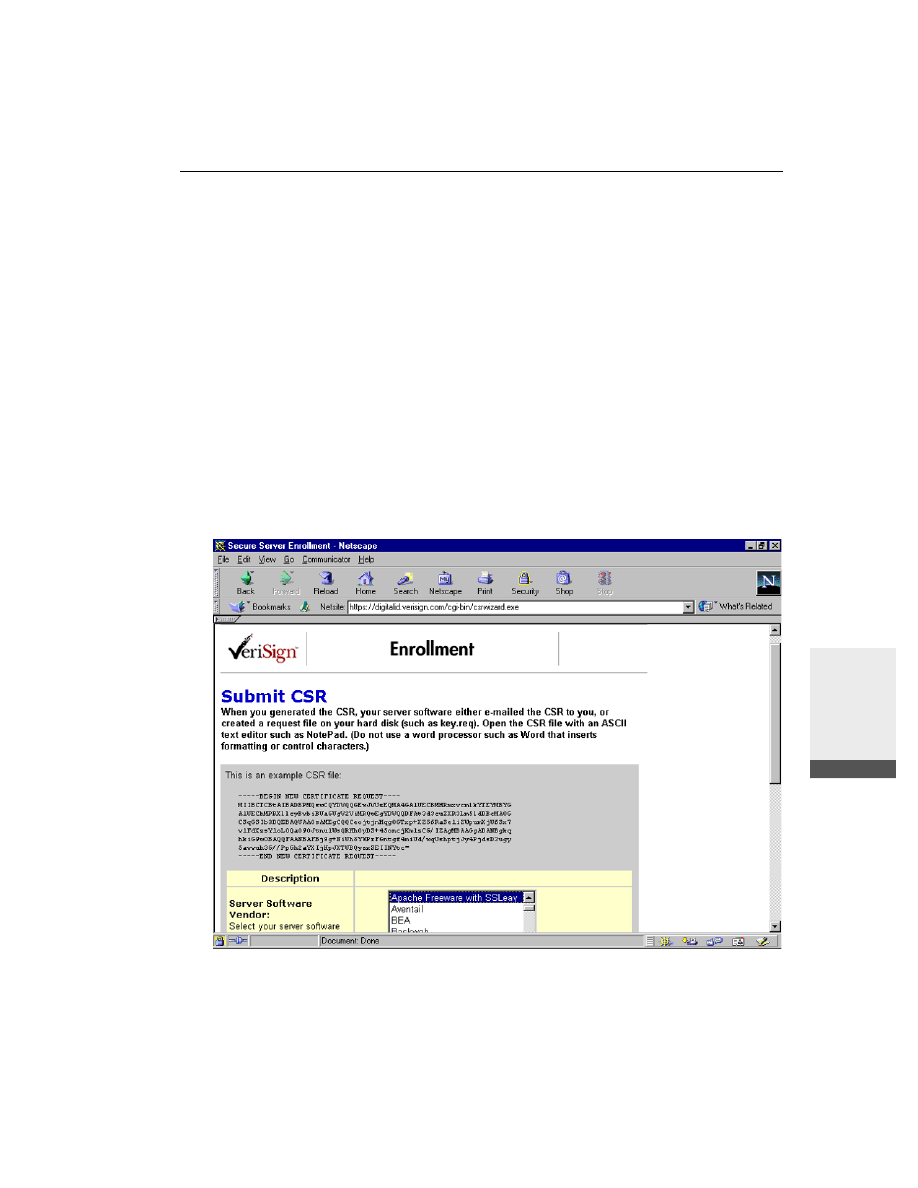 Secure Server Enrollment - Netscape
File Edit View Go Communicator Help
Back Forward Reload Home Search Netscape Print Security Shop Stop
Bookmarks Netsite: https://digitalid.verisign.com/cgi-bin/csrwizard.exe What's Related
VeriSign Enrollment
Submit CSR
When you generated the CSR, your server software either e-mailed the CSR to you, or
created a request file on your hard disk (such as key.req). Open the CSR file with an ASCII
text editor such as NotePad. (Do not use a word processor such as Word that inserts
formatting or control characters.)
This is an example CSR file:
-----BEGIN NEW CERTIFICATE REQUEST----
-----END NEW CERTIFICATE REQUEST-----
Description
Server Software
Vendor:
Select your server software
Apache Freeware with SSLeay
Aventail
BEA
Document: Done